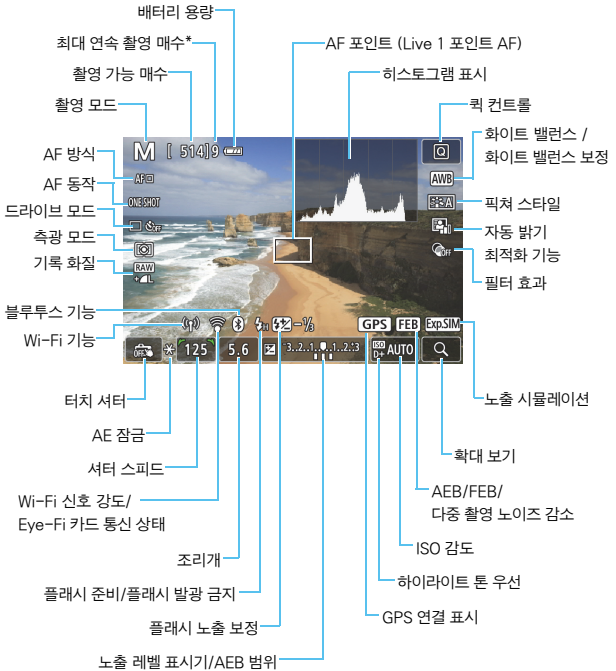 배터리 용량
최대 연속 촬영 매수*
AF 포인트 (Live 1 포인트 AF)
촬영 가능 매수
히스토그램 표시
촬영 모드
퀵 컨트롤
화이트 밸런스 /
화이트 밸런스 보정
AF 방식
AF 동작
드라이브 모드
픽쳐 스타일
측광 모드
자동 밝기
최적화 기능
기록 화질
필터 효과
M [ 514] 9
Q
AF
AWB
ONE SHOT
A
OFF
OFF
RAW
+L
블루투스 기능
Wi-Fi 기능
H
-⅓
GPS FEB Exp.SIM
OFF
* 125 5.6 -3..2..1..0..1..2..3 ISO D+ AUTO
터치 셔터
노출 시뮬레이션
AE 잠금
확대 보기
셔터 스피드
Wi-Fi 신호 강도/
Eye-Fi 카드 통신 상태
AEB/FEB/
다중 촬영 노이즈 감소
조리개
ISO 감도
플래시 준비/플래시 발광 금지
하이라이트 톤 우선
플래시 노출 보정
GPS 연결 표시
노출 레벨 표시기/AEB 범위